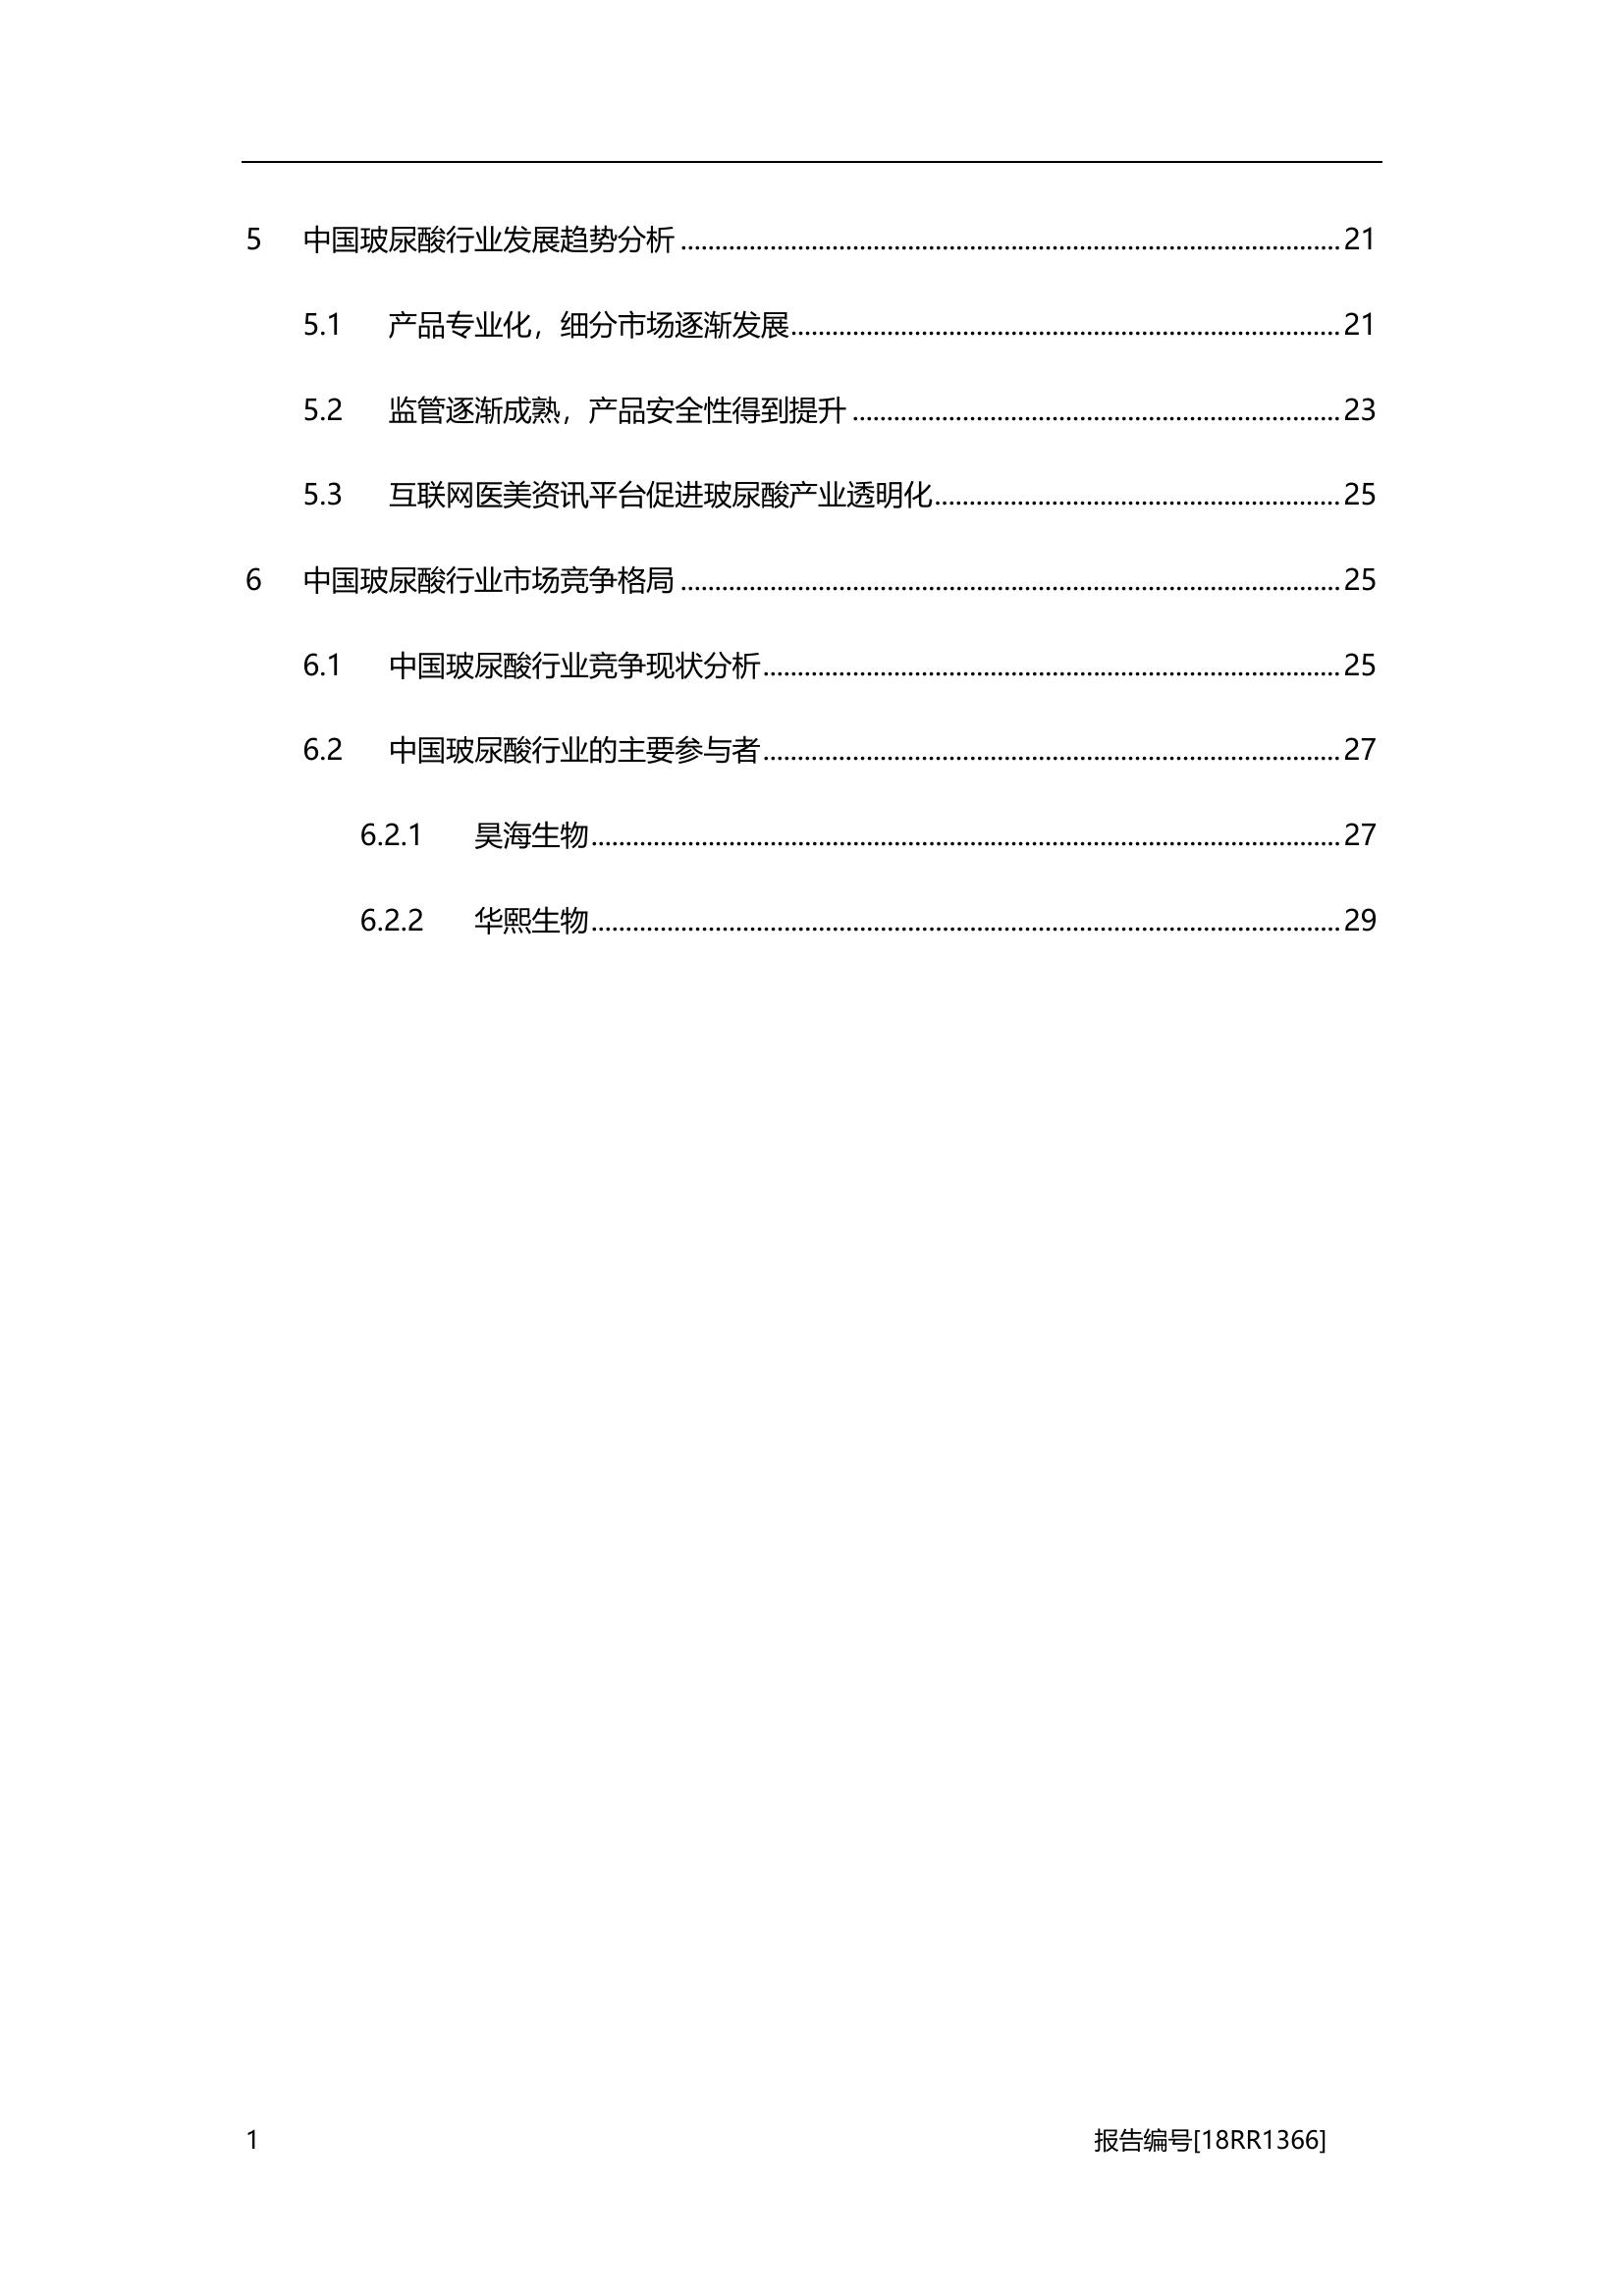 5 中国玻尿酸行业发展趋势分析 ........ 21
5.1 产品专业化，细分市场逐渐发展 ........ 21
5.2 监管逐渐成熟，产品安全性得到提升 ........ 23
5.3 互联网医美资讯平台促进玻尿酸产业透明化 ........ 25
6 中国玻尿酸行业市场竞争格局 ........ 25
6.1 中国玻尿酸行业竞争现状分析 ........ 25
6.2 中国玻尿酸行业的主要参与者 ........ 27
6.2.1 昊海生物 ........ 27
6.2.2 华熙生物 ........ 29
1 报告编号[18RR1366]